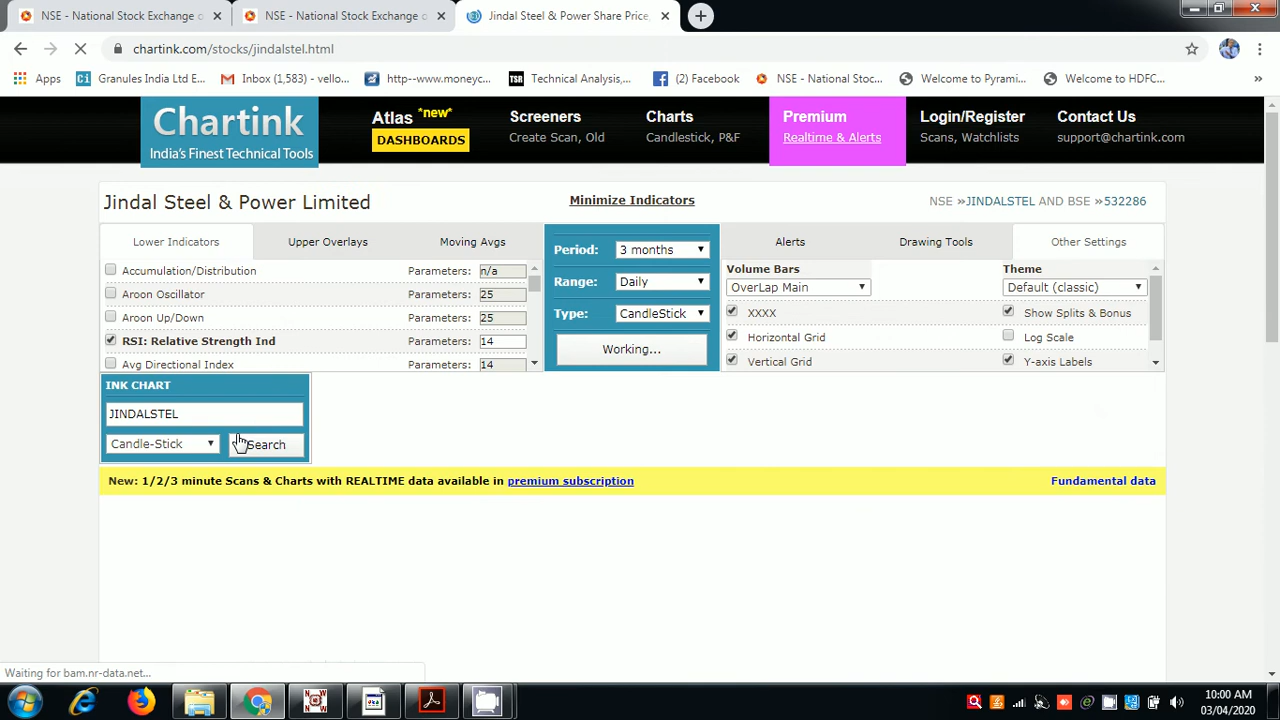 NSE - National Stock Exchange o
NSE - National Stock Exchange o
Jindal Steel & Power Share Price,
chartink.com/stocks/jindalstel.html
Apps
Granules India Ltd E...
Inbox (1,583) - vello...
http--www.moneyc...
Technical Analysis,...
(2) Facebook
NSE - National Stoc...
Welcome to Pyrami...
Welcome to HDFC...
»
Chartink
India's Finest Technical Tools
Atlas *new*
DASHBOARDS
Screeners
Create Scan, Old
Charts
Candlestick, P&F
Premium
Realtime & Alerts
Login/Register
Scans, Watchlists
Contact Us
support@chartink.com
Jindal Steel & Power Limited
Minimize Indicators
NSE »JINDALSTEL AND BSE »532286
Lower Indicators
Upper Overlays
Moving Avgs
Accumulation/Distribution Parameters: n/a
Aroon Oscillator Parameters: 25
Aroon Up/Down Parameters: 25
RSI: Relative Strength Ind Parameters: 14
Avg Directional Index Parameters: 14
Period: 3 months
Range: Daily
Type: CandleStick
Working...
Alerts
Drawing Tools
Other Settings
Volume Bars
OverLap Main
XXXX
Horizontal Grid
Vertical Grid
Theme
Default (classic)
Show Splits & Bonus
Log Scale
Y-axis Labels
INK CHART
JINDALSTEL
Candle-Stick
Search
New: 1/2/3 minute Scans & Charts with REALTIME data available in premium subscription
Fundamental data
Waiting for bam.nr-data.net...
10:00 AM
03/04/2020